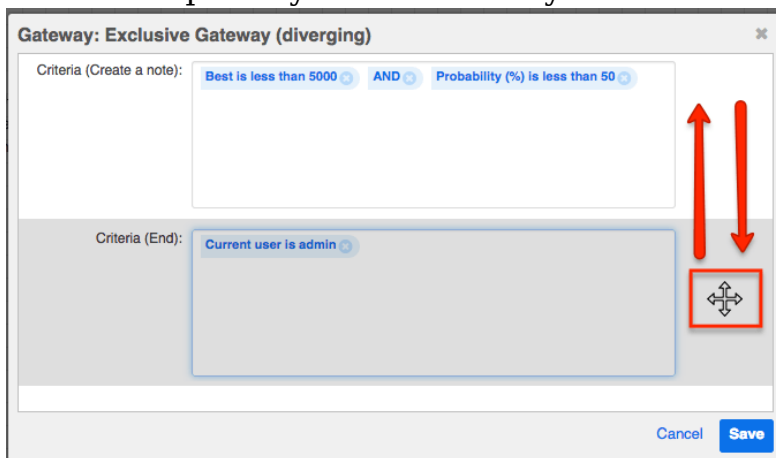 Gateway: Exclusive Gateway (diverging)
Criteria (Create a note):
Best is less than 5000 AND Probability (%) is less than 50
Criteria (End):
Current user is admin
Cancel Save